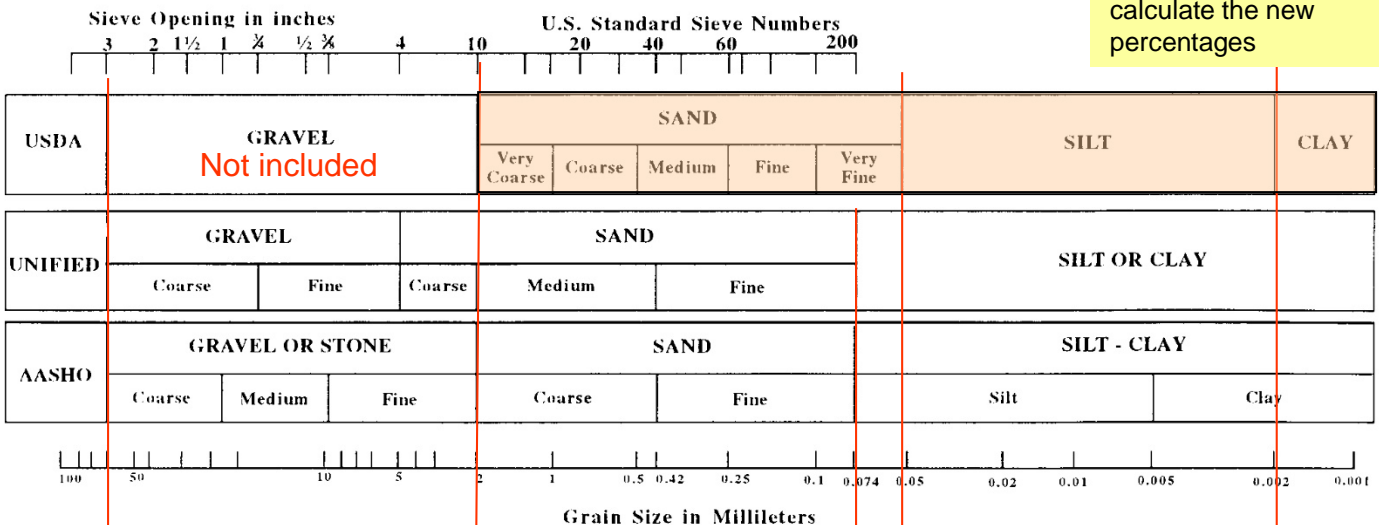 calculate the new
percentages
Sieve Opening in inches
U.S. Standard Sieve Numbers
3 2 1½ 1 ¾ ½ ⅜ 4 10 20 40 60 200
USDA
GRAVEL
Not included
SAND
Very Coarse
Coarse
Medium
Fine
Very Fine
SILT
CLAY
UNIFIED
GRAVEL
SAND
SILT OR CLAY
Coarse
Fine
Coarse
Medium
Fine
AASHO
GRAVEL OR STONE
SAND
SILT - CLAY
Coarse
Medium
Fine
Coarse
Fine
Silt
Clay
100 50 10 5 2 1 0.5 0.42 0.25 0.1 0.074 0.05 0.02 0.01 0.005 0.002 0.001
Grain Size in Millileters